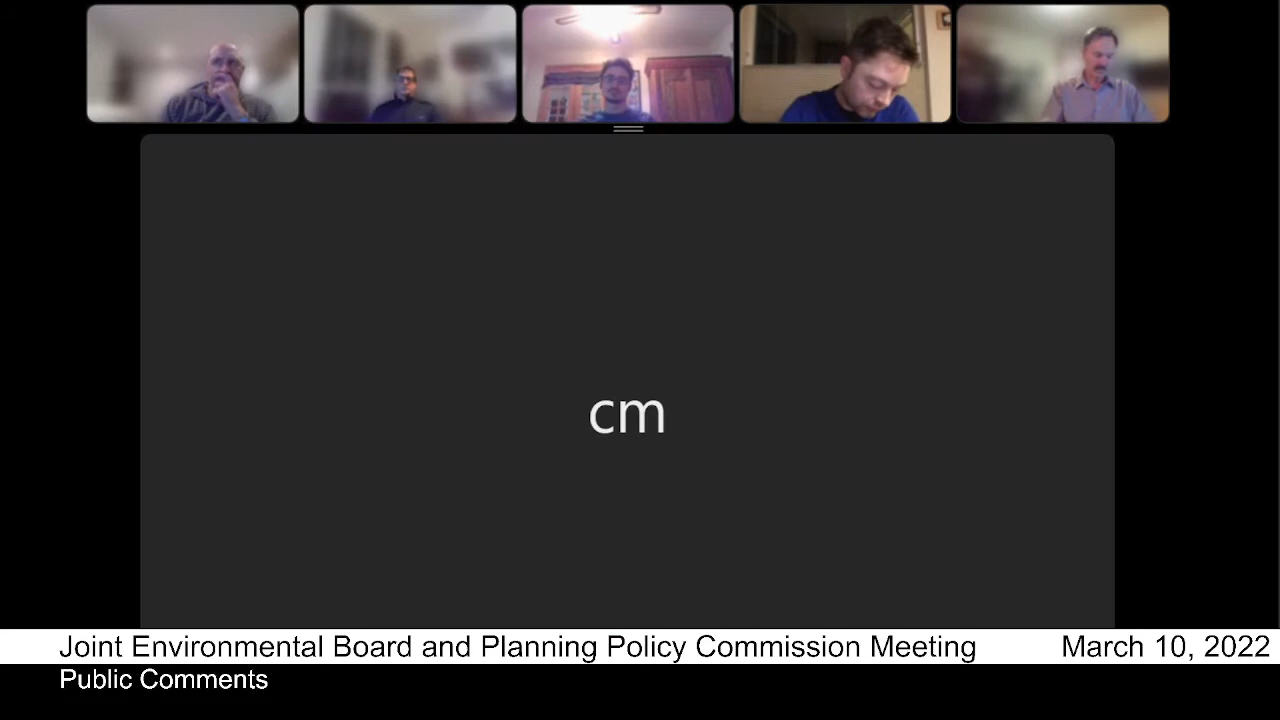 cm
Joint Environmental Board and Planning Policy Commission Meeting March 10, 2022
Public Comments